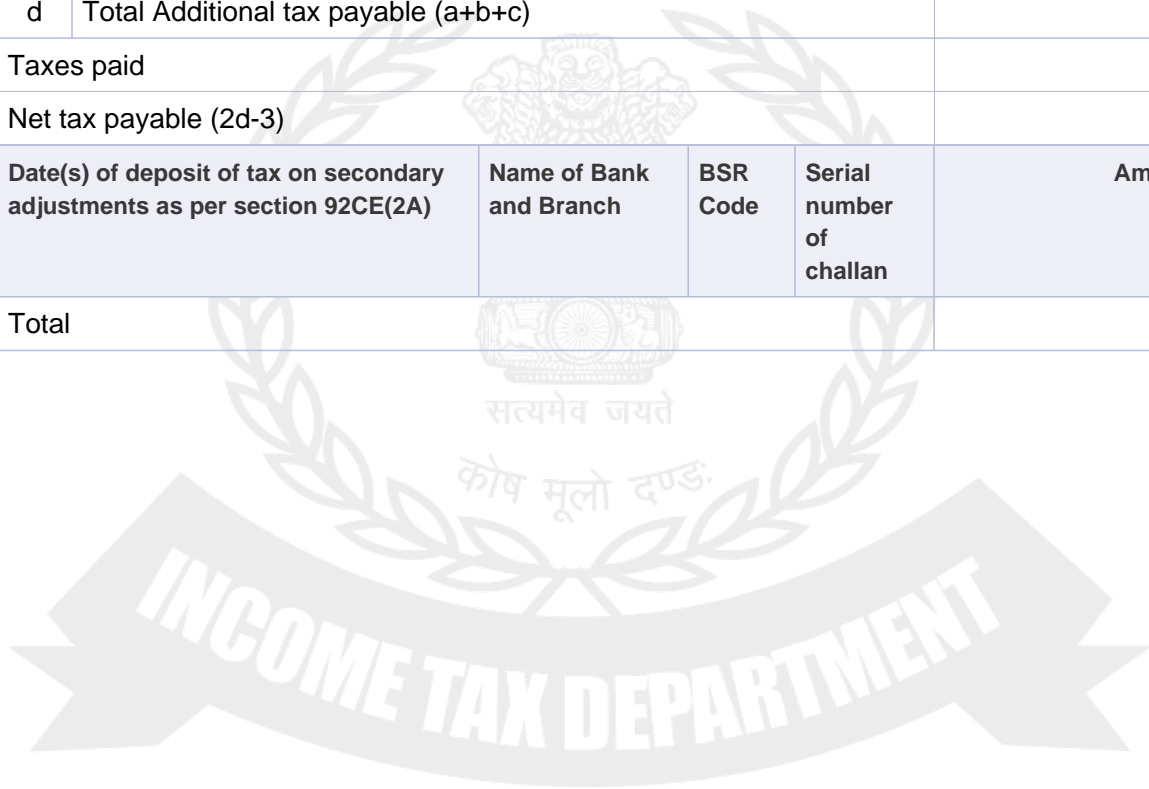 d Total Additional tax payable (a+b+c)
Taxes paid
Net tax payable (2d-3)
Date(s) of deposit of tax on secondary
adjustments as per section 92CE(2A)
Name of Bank
and Branch
BSR
Code
Serial
number
of
challan
Am
Total
सत्यमेव जयते
कोष मूलो दण्डः
INCOME TAX DEPARTMENT